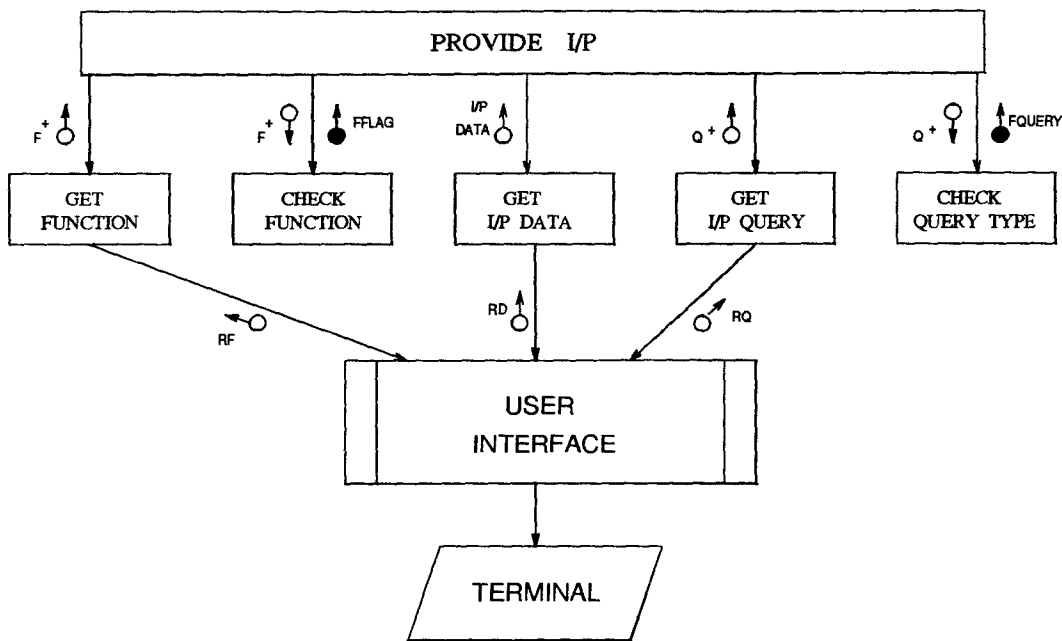 PROVIDE I/P
F +
F +
FFLAG
I/P
DATA
Q +
Q +
FQUERY
GET
FUNCTION
CHECK
FUNCTION
GET
I/P DATA
GET
I/P QUERY
CHECK
QUERY TYPE
RF
RD
RQ
USER
INTERFACE
TERMINAL